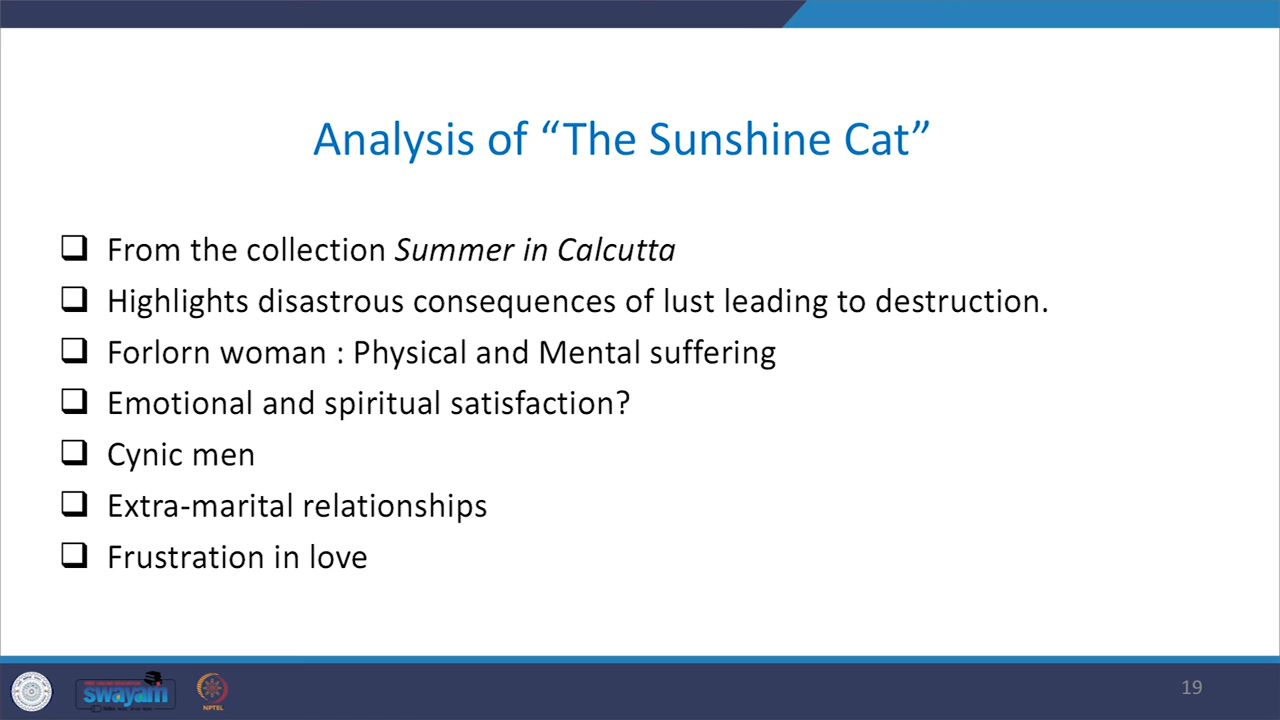 Analysis of “The Sunshine Cat”
From the collection Summer in Calcutta
Highlights disastrous consequences of lust leading to destruction.
Forlorn woman : Physical and Mental suffering
Emotional and spiritual satisfaction?
Cynic men
Extra-marital relationships
Frustration in love
swayam
NPTEL
19